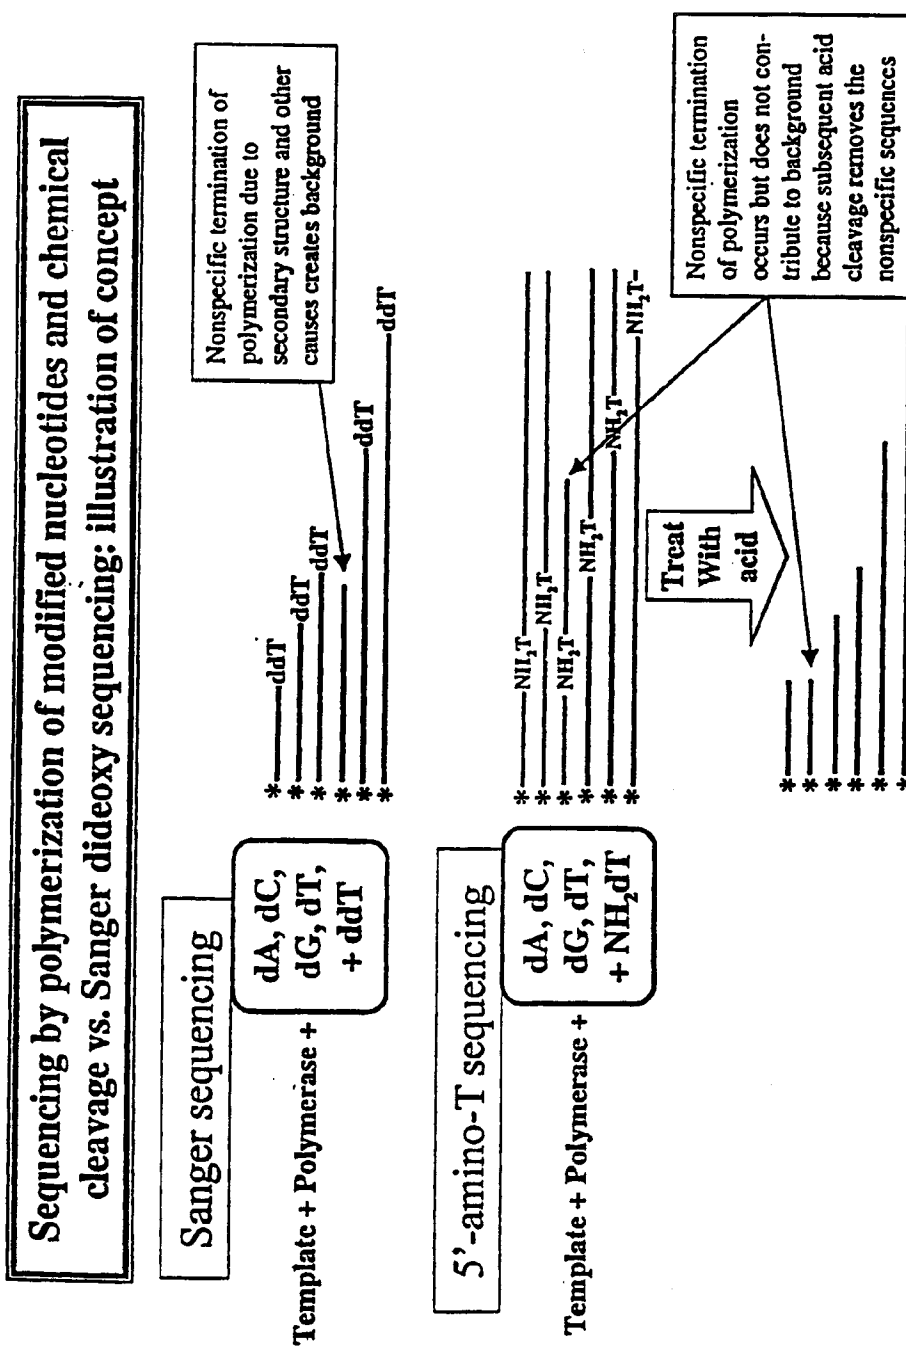 Sequencing by polymerization of modified nucleotides and chemical
cleavage vs. Sanger dideoxy sequencing: illustration of concept
Sanger sequencing
Template + Polymerase +
dA, dC,
dG, dT,
+ ddT
*
ddT
*
ddT
*
ddT
*
*
ddT
*
ddT
Nonspecific termination of
polymerization due to
secondary structure and other
causes creates background
5'-amino-T sequencing
Template + Polymerase +
dA, dC,
dG, dT,
+ NH₂dT
*
NH₂T
*
NH₂T
*
NH₂T
*
NH₂T
*
NH₂T
*
NH₂T
Treat
With
acid
*
*
*
*
*
*
Nonspecific termination
of polymerization
occurs but does not con-
tribute to background
because subsequent acid
cleavage removes the
nonspecific sequences